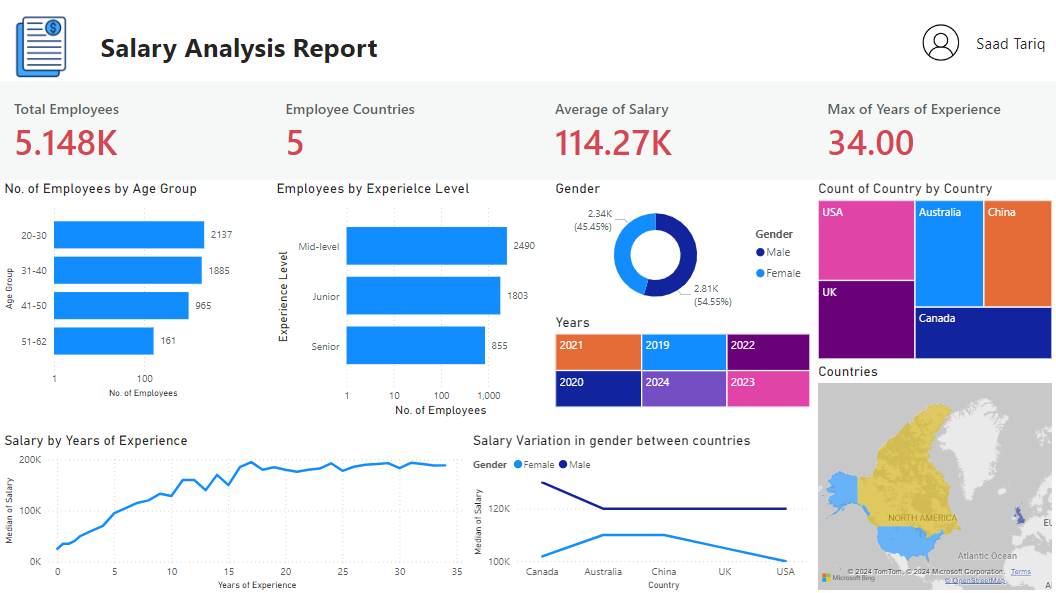 Salary Analysis Report
Saad Tariq
Total Employees
5.148K
Employee Countries
5
Average of Salary
114.27K
Max of Years of Experience
34.00
No. of Employees by Age Group
Age Group
20-30
2137
31-40
1885
41-50
965
51-62
161
1
100
No. of Employees
Employees by Experielce Level
Experience Level
Mid-level
2490
Junior
1803
Senior
855
1
10
100
1,000
No. of Employees
Gender
2.34K
(45.45%)
2.81K
(54.55%)
Gender
Male
Female
Years
2021
2019
2022
2020
2024
2023
Count of Country by Country
USA
Australia
China
UK
Canada
Countries
NORTH AMERICA
EU
Atlantic Ocean
A
Microsoft Bing
© 2024 TomTom, © 2024 Microsoft Corporation, Terms
© OpenStreetMap
Salary by Years of Experience
Median of Salary
200K
100K
0K
0
5
10
15
20
25
30
35
Years of Experience
Salary Variation in gender between countries
Gender
Female
Male
Median of Salary
120K
100K
Canada
Australia
China
UK
USA
Country